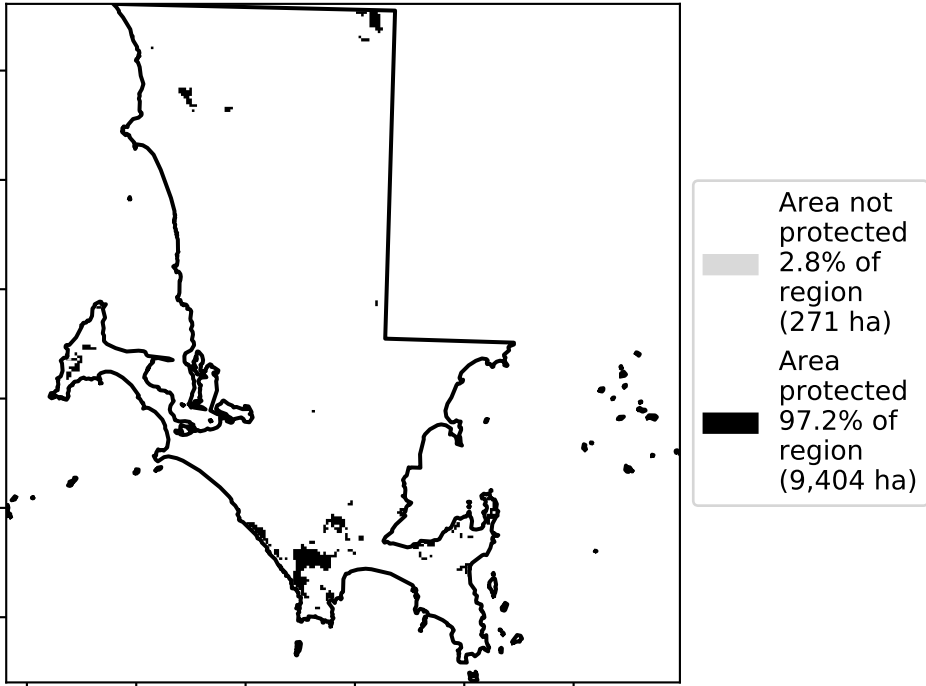 Area not
protected
2.8% of
region
(271 ha)
Area
protected
97.2% of
region
(9,404 ha)